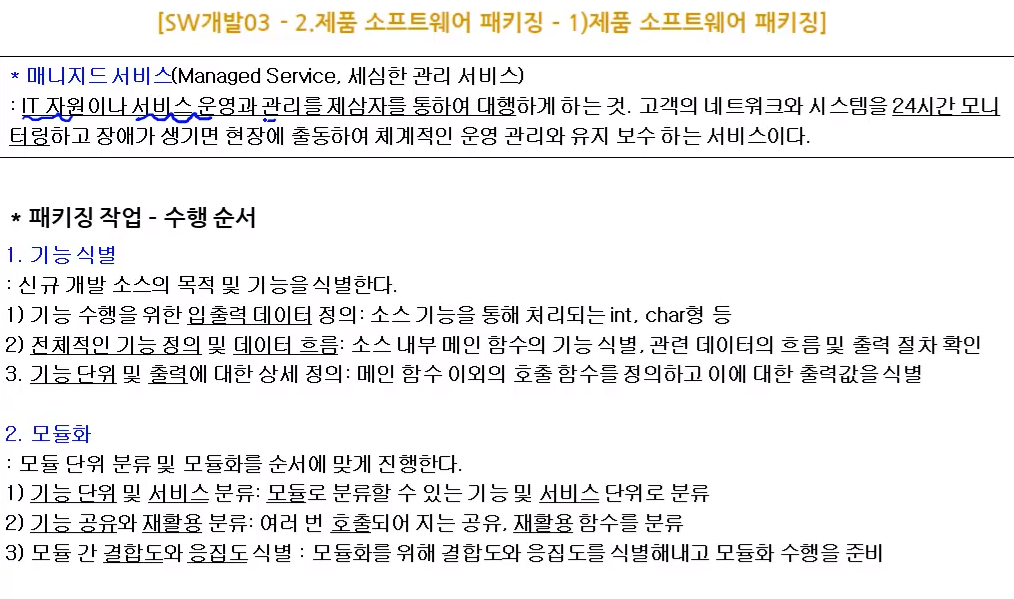 [SW개발03 - 2.제품 소프트웨어 패키징 - 1)제품 소프트웨어 패키징]
* 매니지드 서비스(Managed Service, 세심한 관리 서비스)
: IT 자원이나 서비스 운영과 관리를 제삼자를 통하여 대행하게 하는 것. 고객의 네트워크와 시스템을 24시간 모니
터링하고 장애가 생기면 현장에 출동하여 체계적인 운영 관리와 유지 보수 하는 서비스이다.
* 패키징 작업 - 수행 순서
1. 기능 식별
: 신규 개발 소스의 목적 및 기능을 식별한다.
1) 기능 수행을 위한 입출력 데이터 정의: 소스 기능을 통해 처리되는 int, char형 등
2) 전체적인 기능 정의 및 데이터 흐름: 소스 내부 메인 함수의 기능 식별, 관련 데이터의 흐름 및 출력 절차 확인
3. 기능 단위 및 출력에 대한 상세 정의: 메인 함수 이외의 호출 함수를 정의하고 이에 대한 출력값을 식별
2. 모듈화
: 모듈 단위 분류 및 모듈화를 순서에 맞게 진행한다.
1) 기능 단위 및 서비스 분류: 모듈로 분류할 수 있는 기능 및 서비스 단위로 분류
2) 기능 공유와 재활용 분류: 여러 번 호출되어 지는 공유, 재활용 함수를 분류
3) 모듈 간 결합도와 응집도 식별 : 모듈화를 위해 결합도와 응집도를 식별해내고 모듈화 수행을 준비